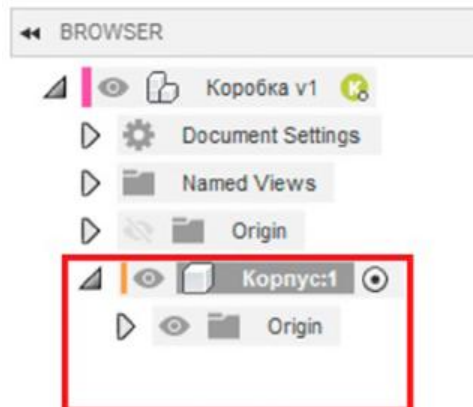 BROWSER
Коробка v1 K
Document Settings
Named Views
Origin
Корпус:1
Origin